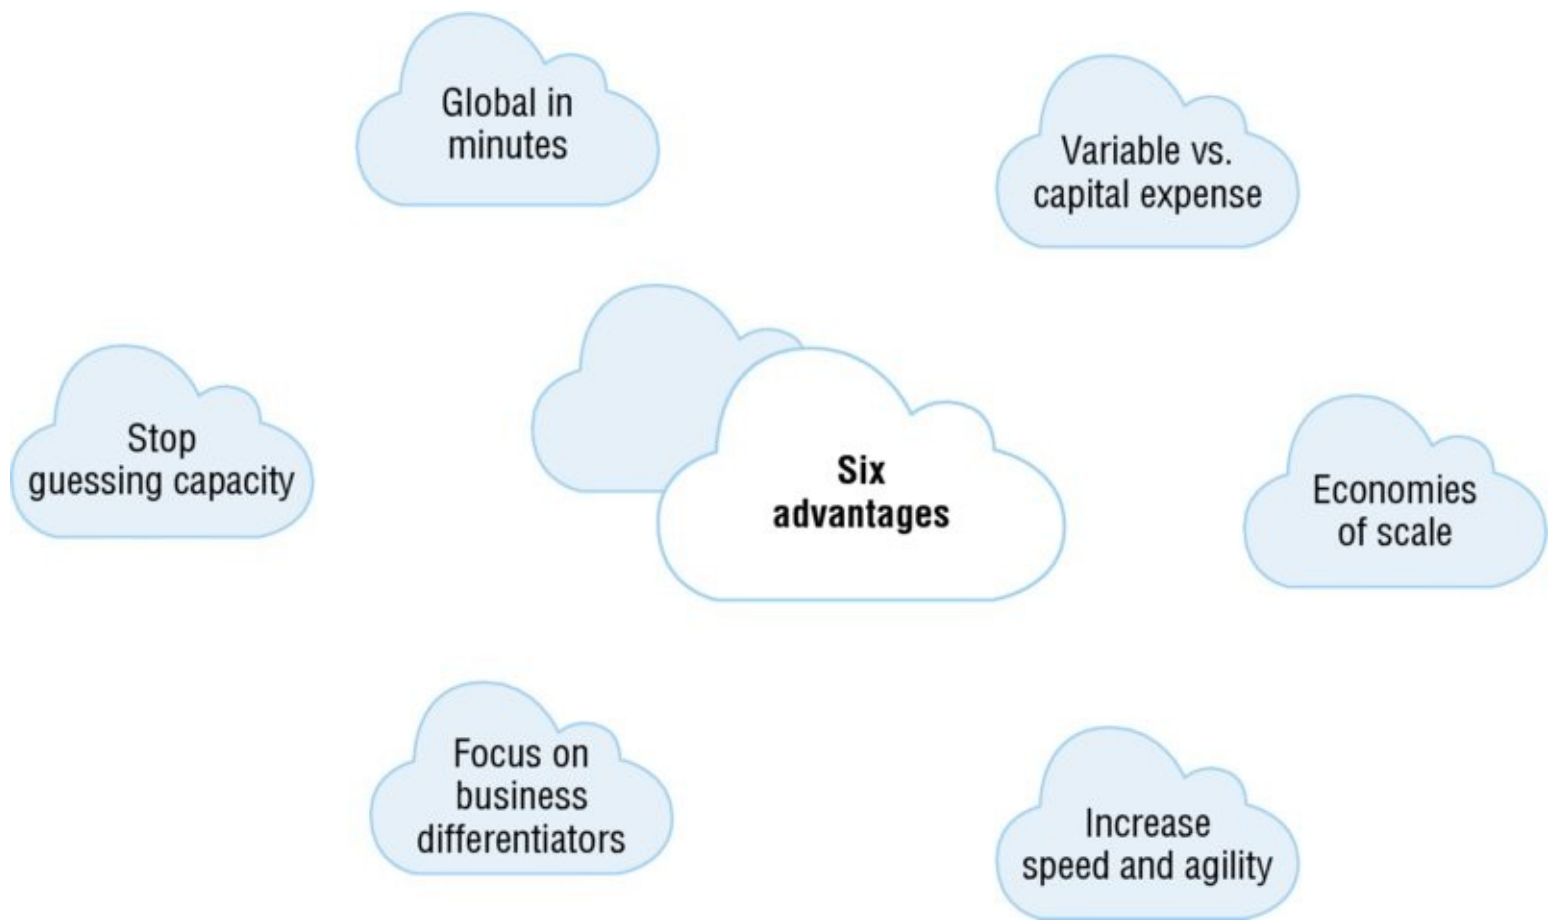 Global in
minutes
Variable vs.
capital expense
Stop
guessing capacity
Six
advantages
Economies
of scale
Focus on
business
differentiators
Increase
speed and agility